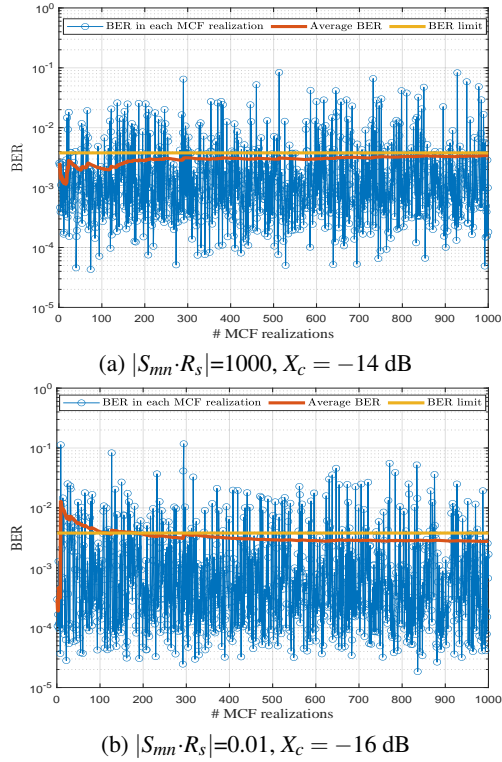 BER in each MCF realization Average BER BER limit
10^0
10^-1
10^-2
10^-3
10^-4
10^-5
BER
0 100 200 300 400 500 600 700 800 900 1000
# MCF realizations
(a) |S_{mn}·R_s|=1000, X_c = −14 dB
BER in each MCF realization Average BER BER limit
10^0
10^-1
10^-2
10^-3
10^-4
10^-5
BER
0 100 200 300 400 500 600 700 800 900 1000
# MCF realizations
(b) |S_{mn}·R_s|=0.01, X_c = −16 dB